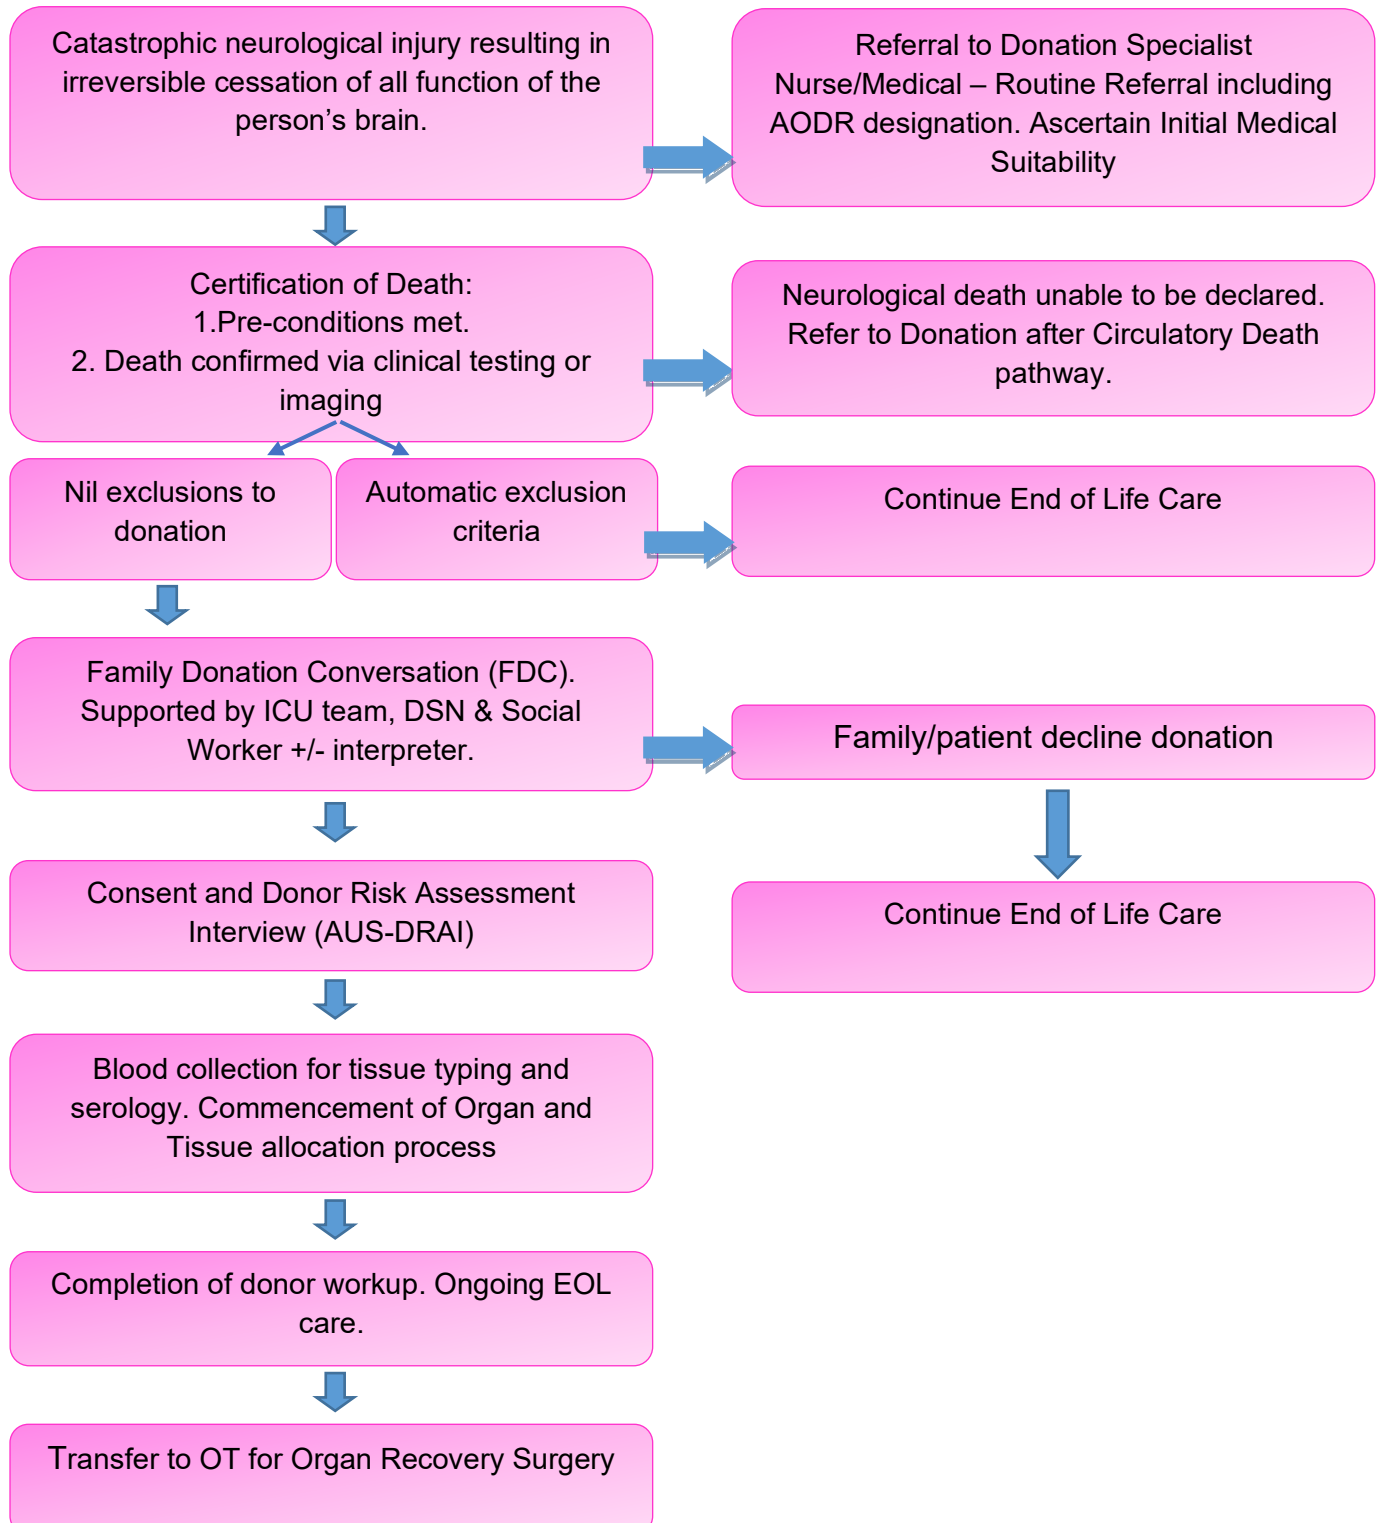 Catastrophic neurological injury resulting in
irreversible cessation of all function of the
person’s brain.
Referral to Donation Specialist
Nurse/Medical – Routine Referral including
AODR designation. Ascertain Initial Medical
Suitability
Certification of Death:
1.Pre-conditions met.
2. Death confirmed via clinical testing or
imaging
Neurological death unable to be declared.
Refer to Donation after Circulatory Death
pathway.
Nil exclusions to
donation
Automatic exclusion
criteria
Continue End of Life Care
Family Donation Conversation (FDC).
Supported by ICU team, DSN & Social
Worker +/- interpreter.
Family/patient decline donation
Continue End of Life Care
Consent and Donor Risk Assessment
Interview (AUS-DRAI)
Blood collection for tissue typing and
serology. Commencement of Organ and
Tissue allocation process
Completion of donor workup. Ongoing EOL
care.
Transfer to OT for Organ Recovery Surgery